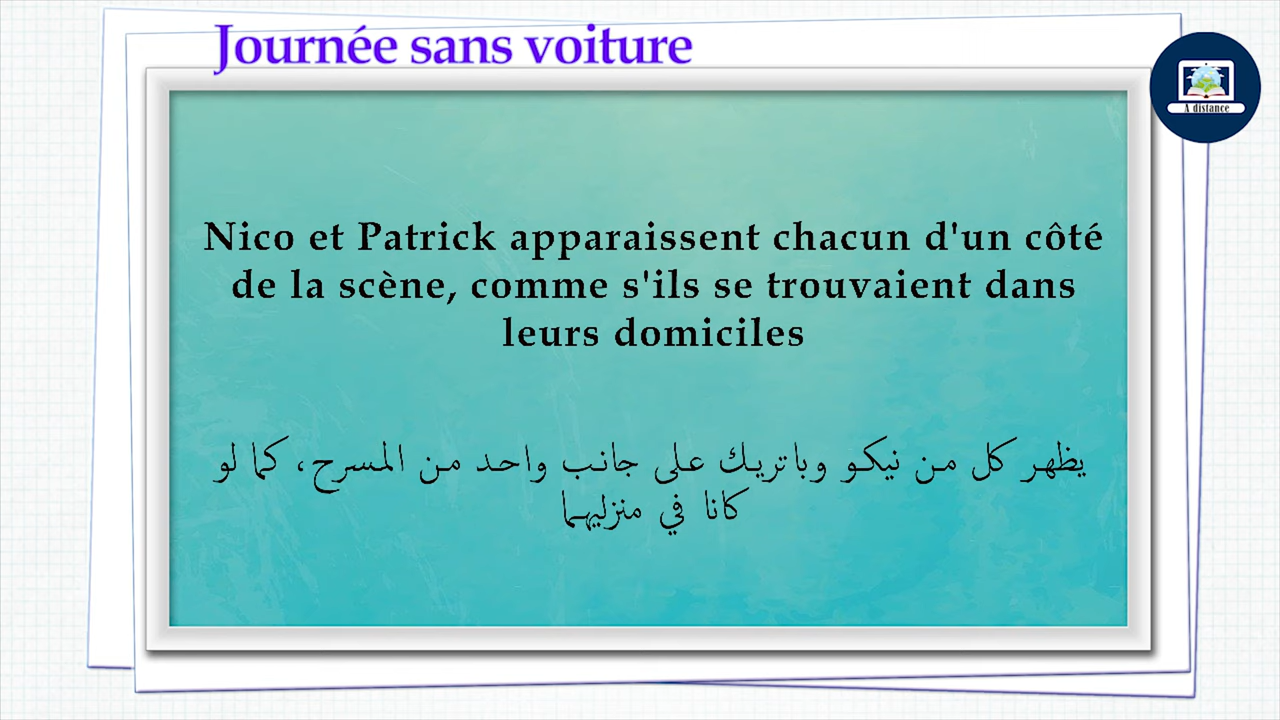 Journée sans voiture
A distance
Nico et Patrick apparaissent chacun d'un côté
de la scène, comme s'ils se trouvaient dans
leurs domiciles
يظهر كل من نيكو وباتريك على جانب واحد من المسرح، كما لو
كانا في منزليهما